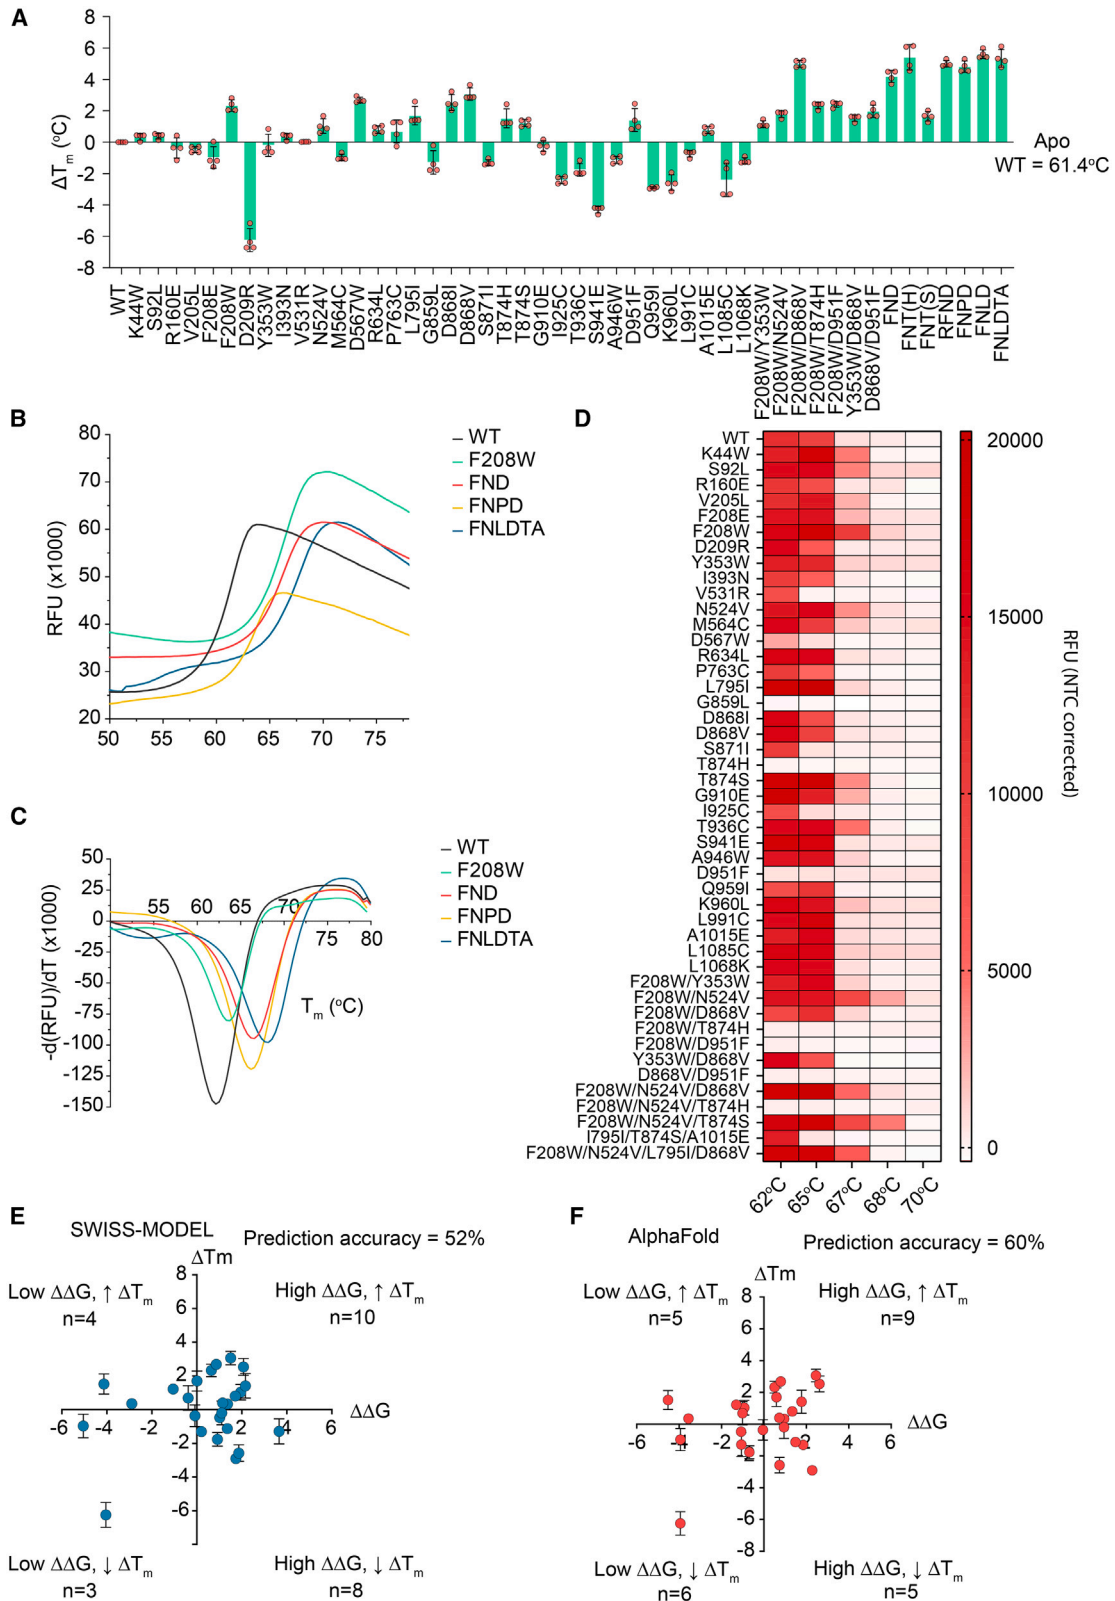 A
8
6
4
2
0
-2
-4
-6
-8
ΔTm (°C)
Apo
WT = 61.4°C
WT
K44W
S92L
R160E
V205L
F208E
F208W
D209R
Y353W
I393N
V531R
N524V
M564C
D567W
R634L
P763C
L795I
G859L
D868I
D868V
S871I
T874H
T874S
G910E
I925C
T936C
S941E
A946W
D951F
Q959I
K960L
L991C
A1015E
L1085C
L1068K
F208W/Y353W
F208W/N524V
F208W/D868V
F208W/T874H
F208W/D951F
Y353W/D868V
D868V/D951F
FND
FNT(H)
FNT(S)
RFND
FNPD
FNLD
FNLDTA
B
80
70
60
50
40
30
20
RFU (x1000)
50
55
60
65
70
75
WT
F208W
FND
FNPD
FNLDTA
C
50
25
0
-25
-50
-75
-100
-125
-150
-d(RFU)/dT (x1000)
55
60
65
70
75
80
Tm (°C)
WT
F208W
FND
FNPD
FNLDTA
D
WT
K44W
S92L
R160E
V205L
F208E
F208W
D209R
Y353W
I393N
V531R
N524V
M564C
D567W
R634L
P763C
L795I
G859L
D868I
D868V
S871I
T874H
T874S
G910E
I925C
T936C
S941E
A946W
D951F
Q959I
K960L
L991C
A1015E
L1085C
L1068K
F208W/Y353W
F208W/N524V
F208W/D868V
F208W/T874H
F208W/D951F
Y353W/D868V
D868V/D951F
F208W/N524V/D868V
F208W/N524V/T874H
F208W/N524V/T874S
I795I/T874S/A1015E
F208W/N524V/L795I/D868V
62°C
65°C
67°C
68°C
70°C
20000
15000
10000
5000
0
RFU (NTC corrected)
E
SWISS-MODEL
Prediction accuracy = 52%
ΔTm
Low ΔΔG, ↑ ΔTm
n=4
High ΔΔG, ↑ ΔTm
n=10
8
6
4
2
-2
-4
-6
-6
-4
-2
0
2
4
6
ΔΔG
Low ΔΔG, ↓ ΔTm
n=3
High ΔΔG, ↓ ΔTm
n=8
F
AlphaFold
Prediction accuracy = 60%
ΔTm
Low ΔΔG, ↑ ΔTm
n=5
High ΔΔG, ↑ ΔTm
n=9
8
6
4
2
-2
-4
-6
-8
-6
-4
-2
0
2
4
6
ΔΔG
Low ΔΔG, ↓ ΔTm
n=6
High ΔΔG, ↓ ΔTm
n=5